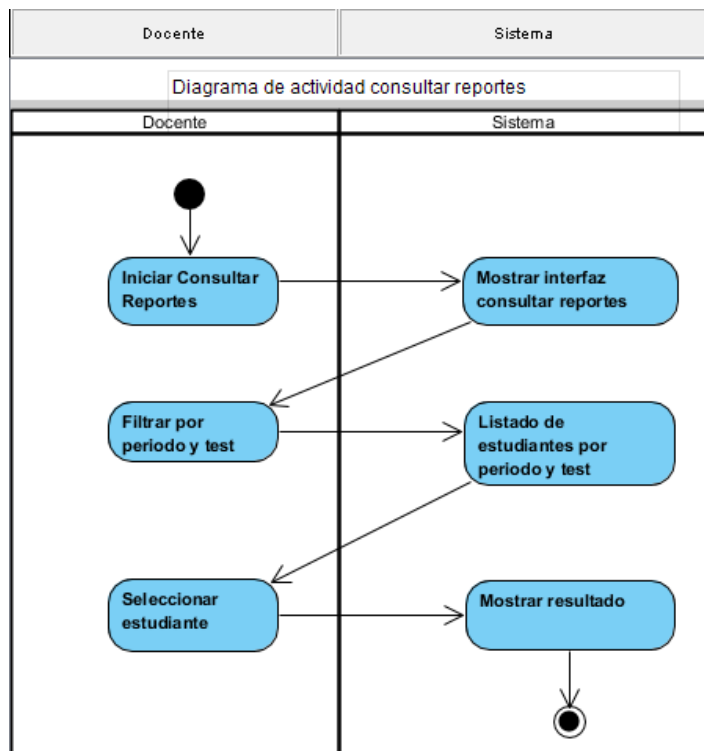 Docente
Sistema
Diagrama de actividad consultar reportes
Docente
Sistema
Iniciar Consultar
Reportes
Mostrar interfaz
consultar reportes
Filtrar por
periodo y test
Listado de
estudiantes por
periodo y test
Seleccionar
estudiante
Mostrar resultado